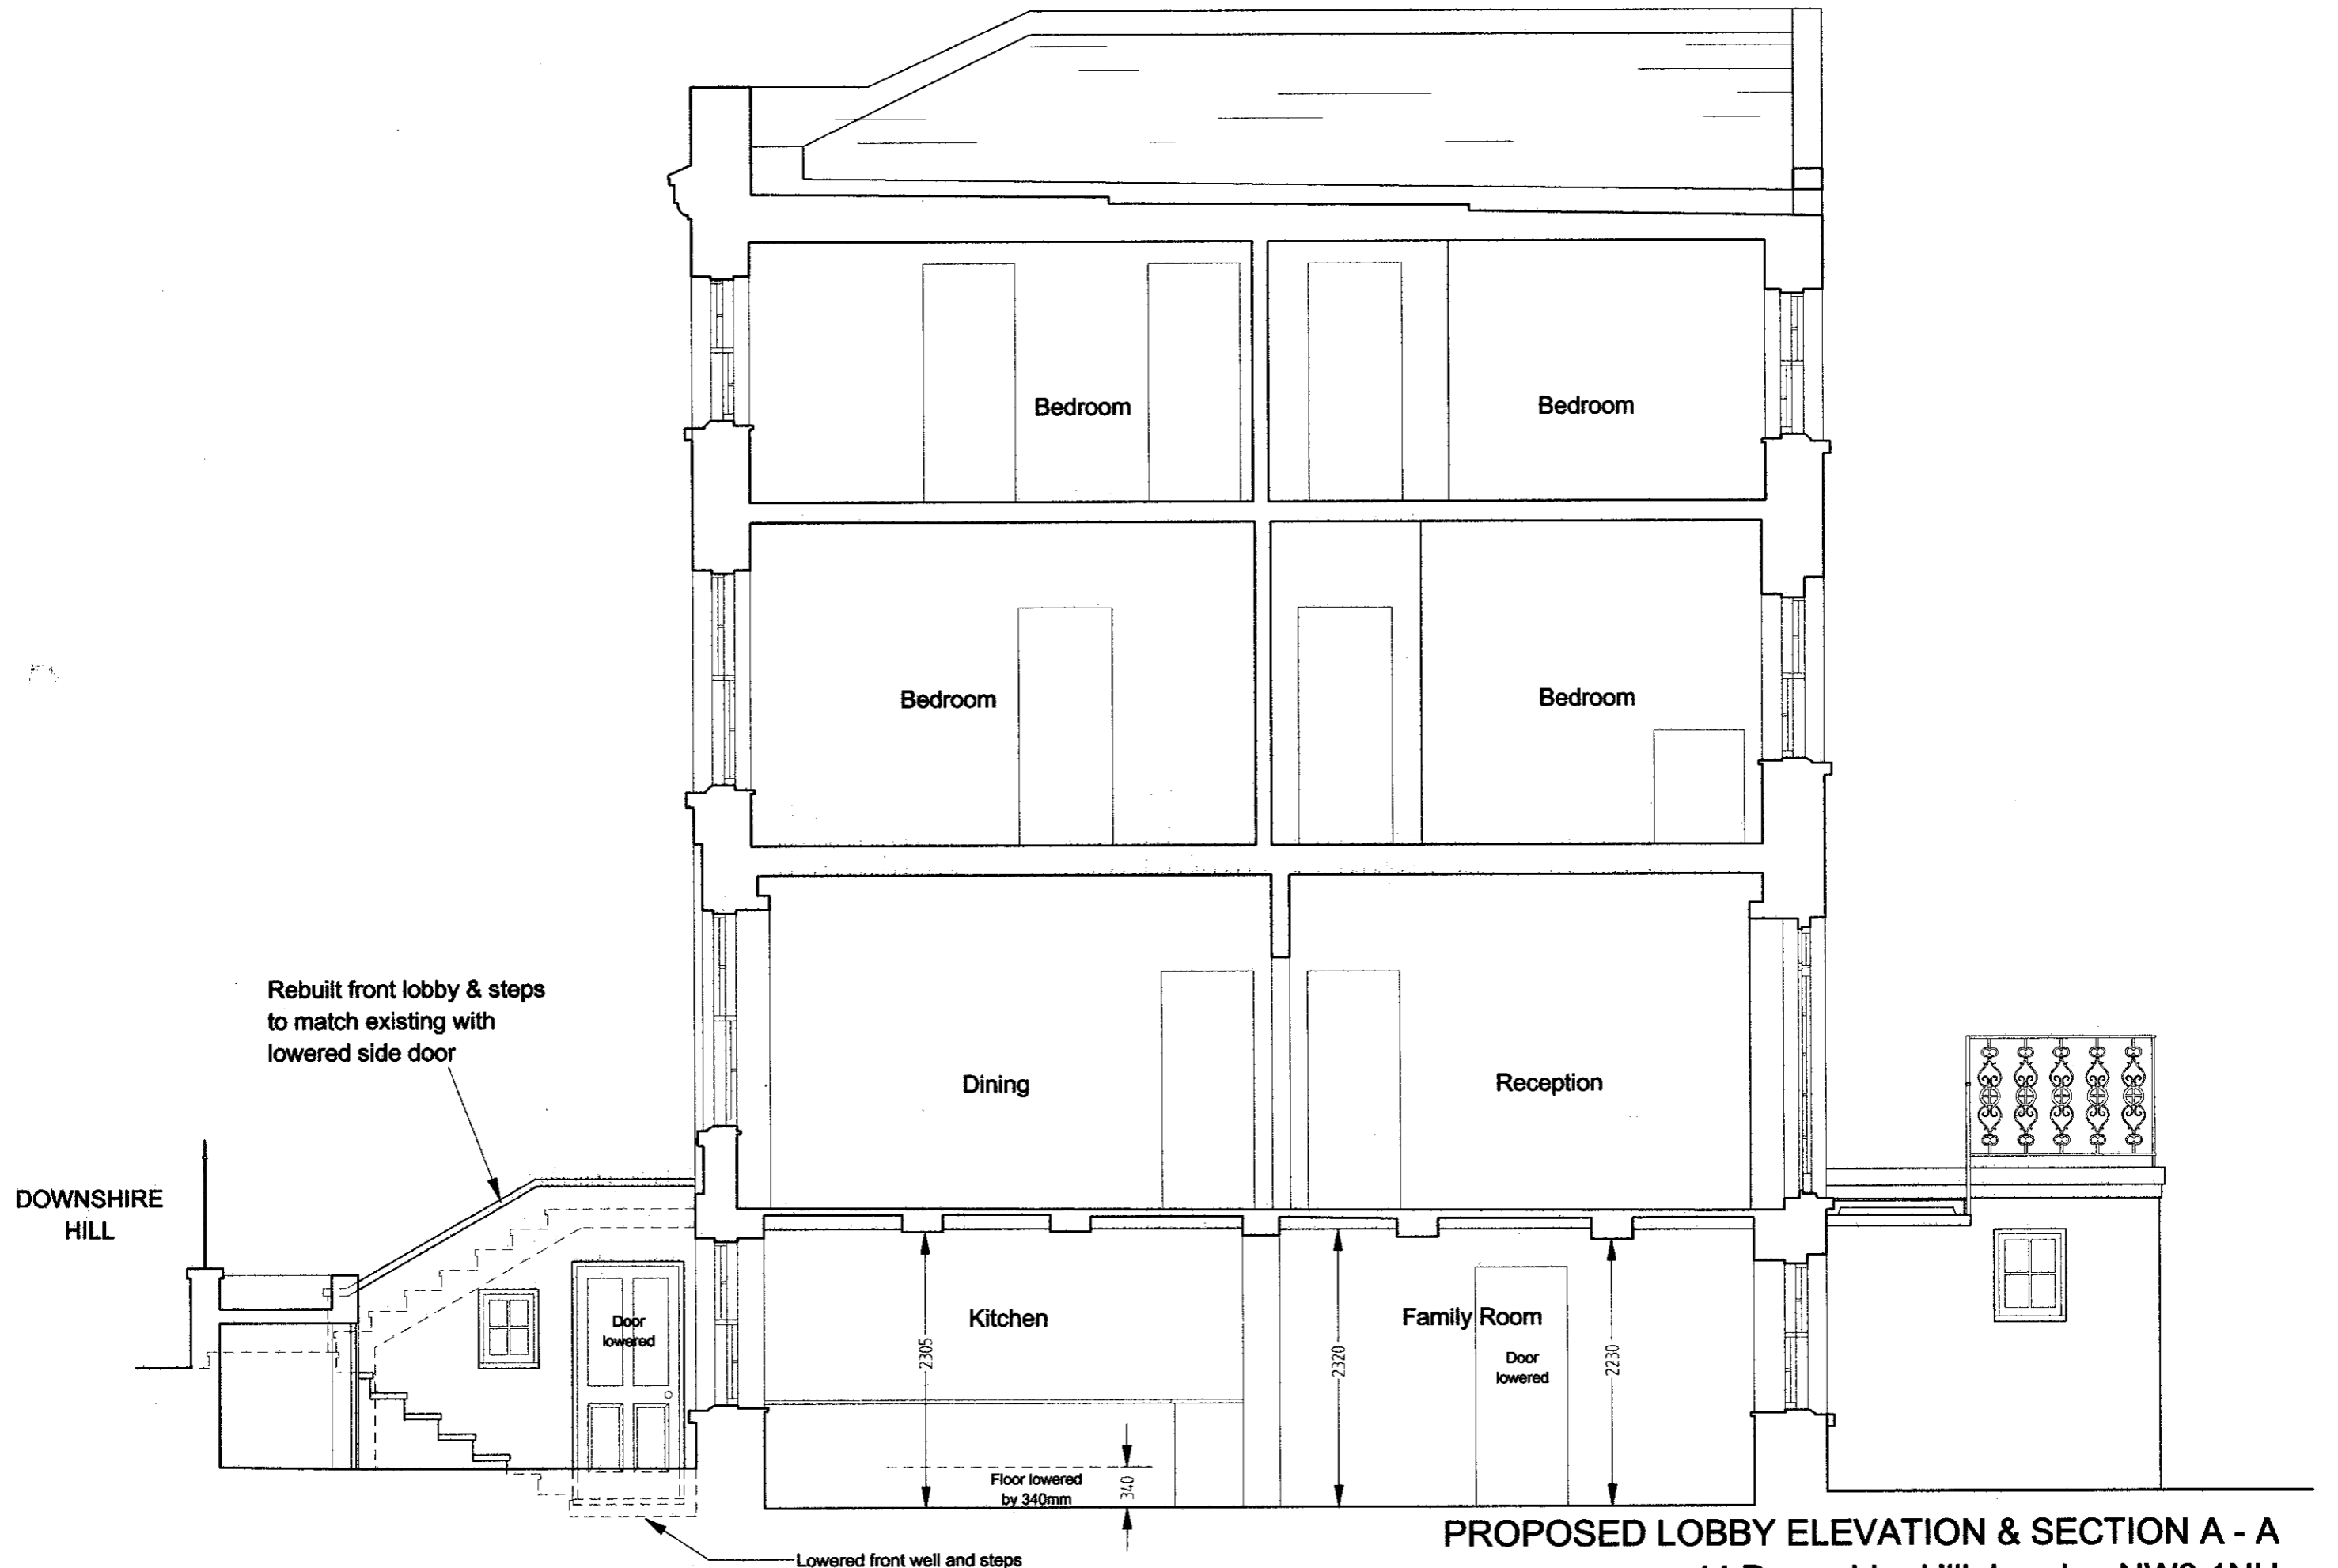 Bedroom
Bedroom
Bedroom
Bedroom
Rebuilt front lobby & steps
to match existing with
lowered side door
Dining
Reception
DOWNSHIRE
HILL
Door
lowered
Kitchen
Family Room
2305
2320
2230
Door
lowered
Floor lowered
by 340mm
340
Lowered front well and steps
PROPOSED LOBBY ELEVATION & SECTION A - A